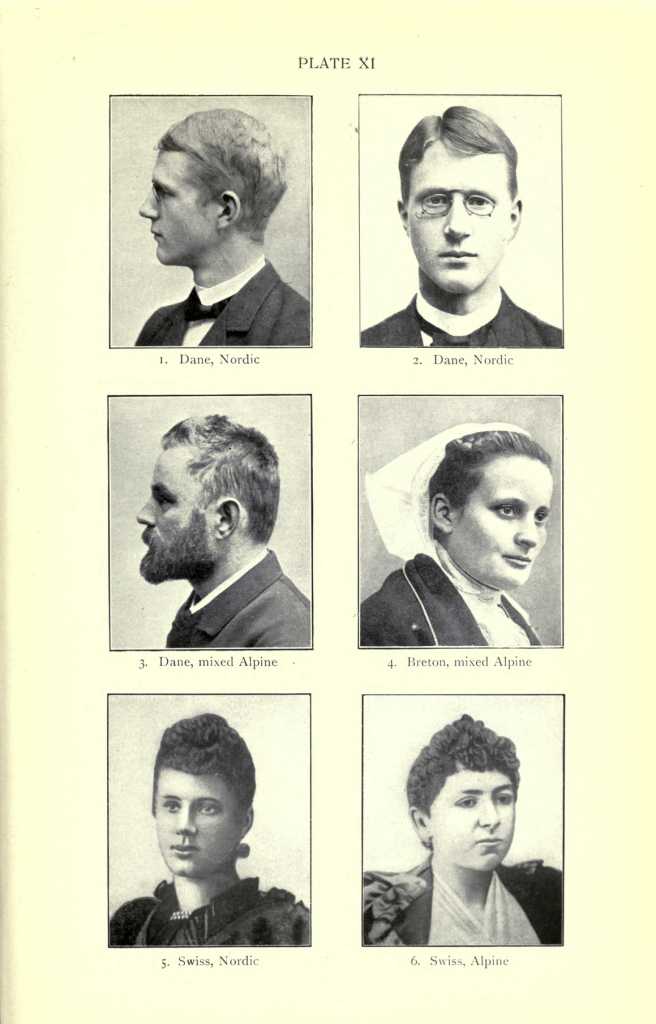 PLATE XI
1. Dane, Nordic
2. Dane, Nordic
3. Dane, mixed Alpine
4. Breton, mixed Alpine
5. Swiss, Nordic
6. Swiss, Alpine